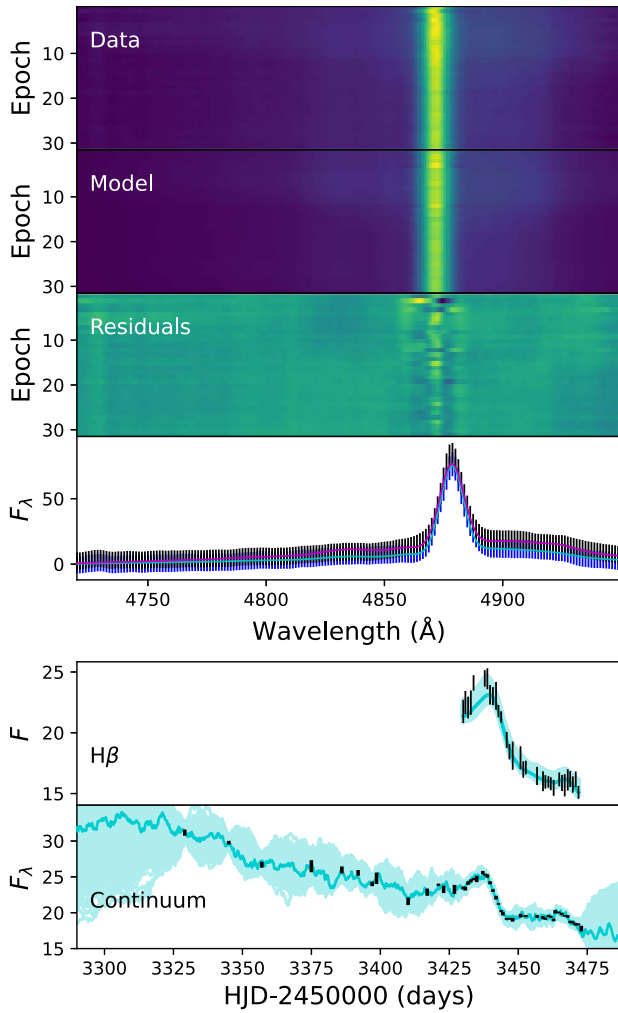 Data
Epoch
10
20
30
Model
Epoch
10
20
30
Residuals
Epoch
10
20
30
F_λ
50
0
4750 4800 4850 4900
Wavelength (Å)
Hβ
F
25
20
15
Continuum
F_λ
30
25
20
15
3300 3325 3350 3375 3400 3425 3450 3475
HJD-2450000 (days)